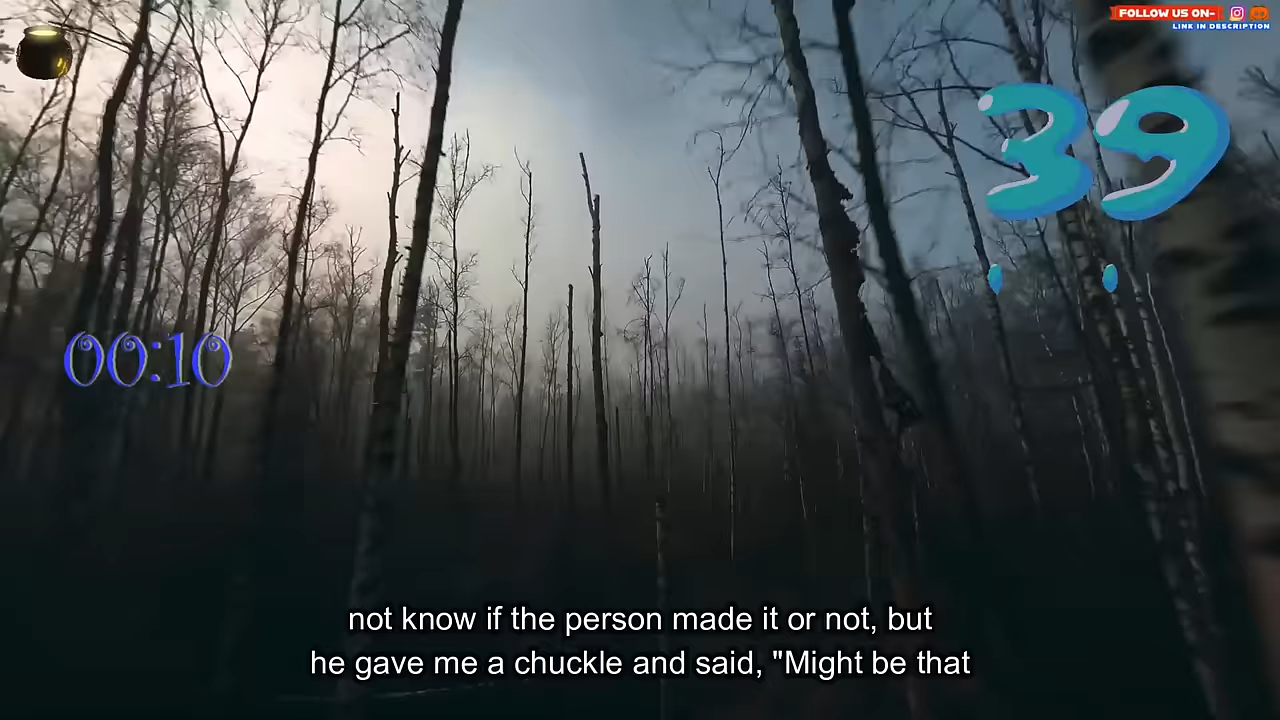 FOLLOW US ON-
LINK IN DESCRIPTION
39
00:10
not know if the person made it or not, but
he gave me a chuckle and said, "Might be that